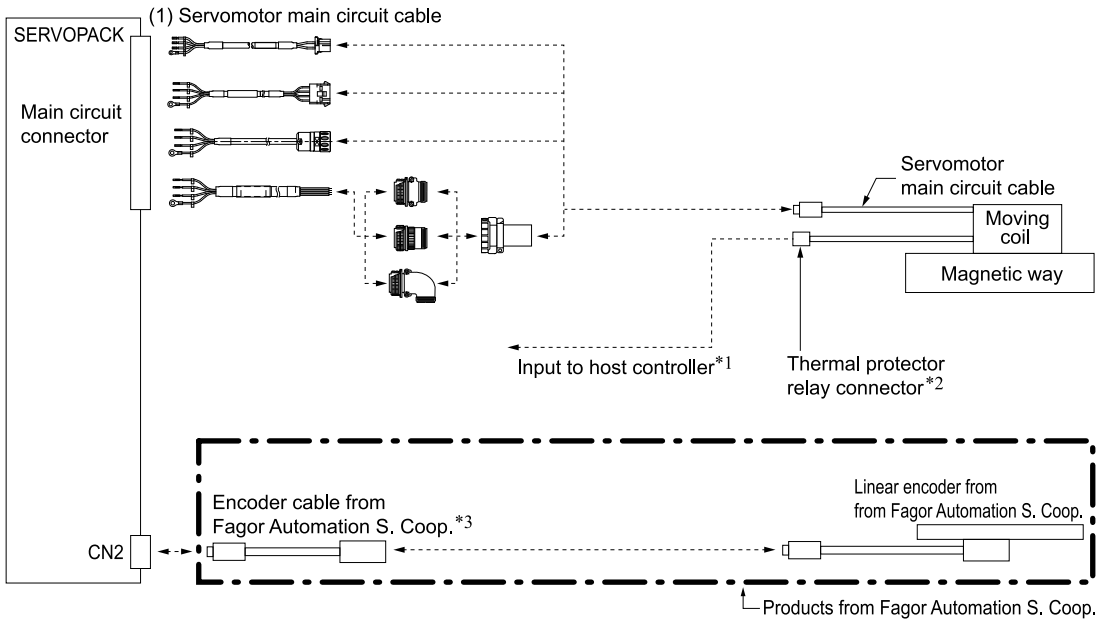 (1) Servomotor main circuit cable
SERVOPACK
Main circuit
connector
Servomotor
main circuit cable
Moving
coil
Magnetic way
Input to host controller*1
Thermal protector
relay connector*2
Encoder cable from
Fagor Automation S. Coop.*3
Linear encoder from
from Fagor Automation S. Coop.
CN2
Products from Fagor Automation S. Coop.